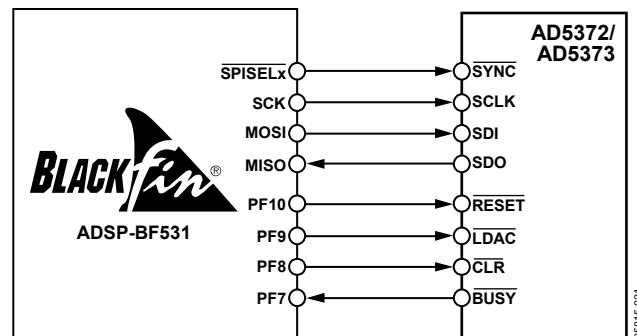 AD5372/
AD5373
SPISELx
SYNC
SCK
SCLK
MOSI
SDI
MISO
SDO
BLACKfin®
ADSP-BF531
PF10
RESET
PF9
LDAC
PF8
CLR
PF7
BUSY